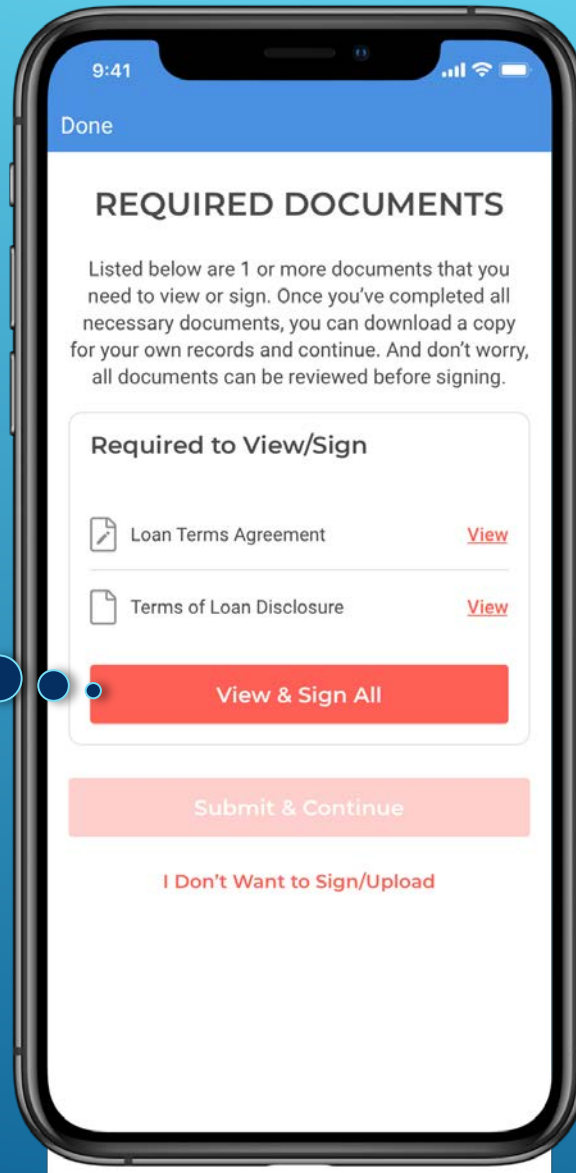 9:41
Done
REQUIRED DOCUMENTS
Listed below are 1 or more documents that you
need to view or sign. Once you’ve completed all
necessary documents, you can download a copy
for your own records and continue. And don’t worry,
all documents can be reviewed before signing.
Required to View/Sign
Loan Terms Agreement View
Terms of Loan Disclosure View
View & Sign All
Submit & Continue
I Don’t Want to Sign/Upload